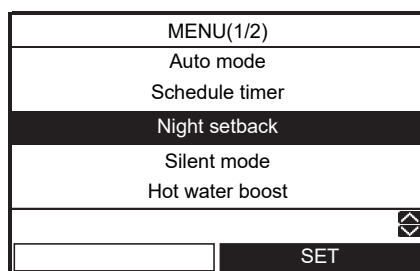 MENU(1/2)
Auto mode
Schedule timer
Night setback
Silent mode
Hot water boost
SET